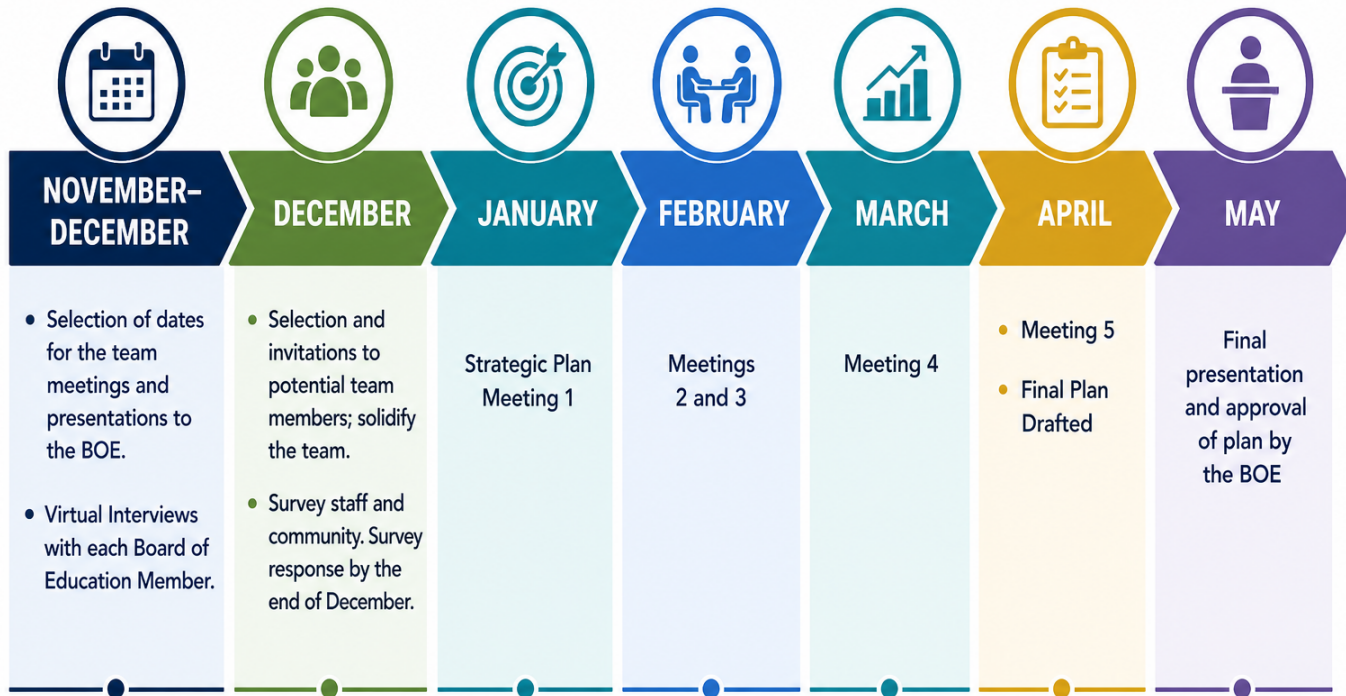 NOVEMBER–
DECEMBER
DECEMBER
JANUARY
FEBRUARY
MARCH
APRIL
MAY
• Selection of dates
for the team
meetings and
presentations to
the BOE.
• Virtual Interviews
with each Board of
Education Member.
• Selection and
invitations to
potential team
members; solidify
the team.
• Survey staff and
community. Survey
response by the
end of December.
Strategic Plan
Meeting 1
Meetings
2 and 3
Meeting 4
• Meeting 5
• Final Plan
Drafted
Final
presentation
and approval
of plan by
the BOE